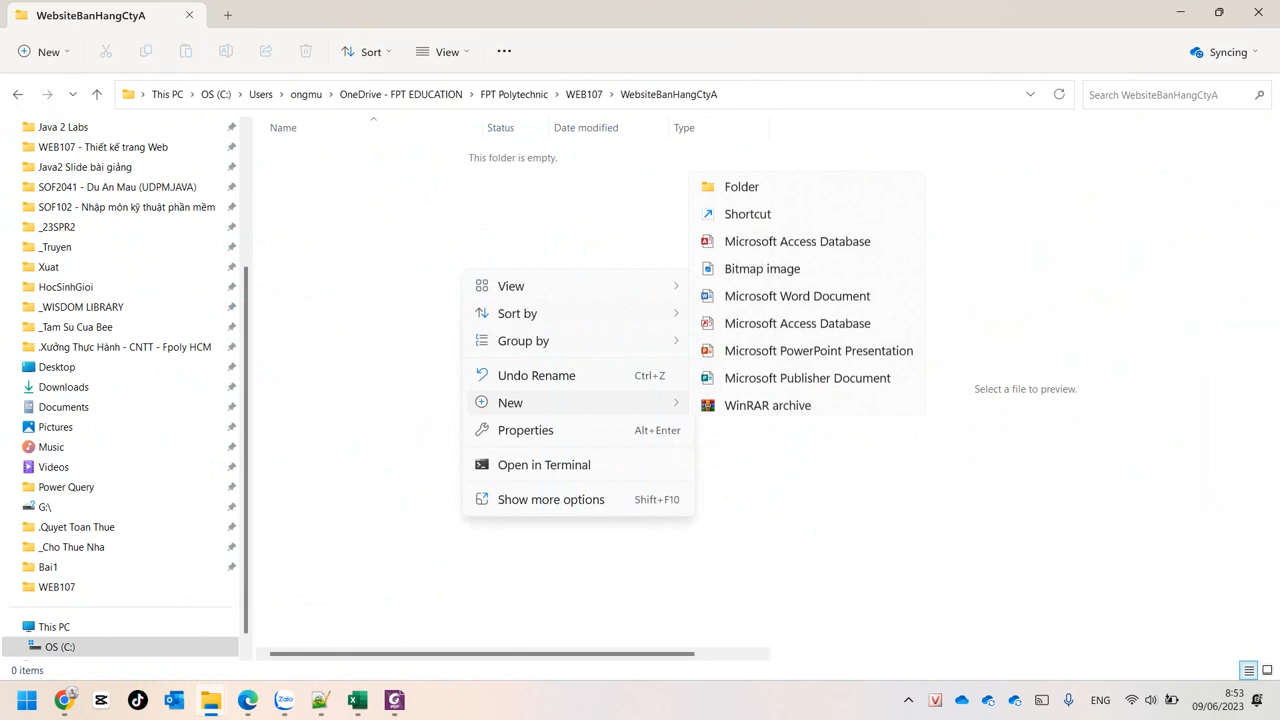 WebsiteBanHangCtyA
New
Sort
View
Syncing
This PC
OS (C:)
Users
ongmu
OneDrive - FPT EDUCATION
FPT Polytechnic
WEB107
WebsiteBanHangCtyA
Search WebsiteBanHangCtyA
Java 2 Labs
WEB107 - Thiết kế trang Web
Java2 Slide bài giảng
SOF2041 - Du An Mau (UDPM.JAVA)
SOF102 - Nhập môn kỹ thuật phần mềm
_23SPR2
_Truyen
Xuat
HocSinhGioi
_WISDOM LIBRARY
_Tam Su Cua Bee
.Xưởng Thực Hành - CNTT - Fpoly HCM
Desktop
Downloads
Documents
Pictures
Music
Videos
Power Query
G:\
.Quyet Toan Thue
_Cho Thue Nha
Bai1
WEB107
This PC
OS (C:)
Name
Status
Date modified
Type
This folder is empty.
View
Sort by
Group by
Undo Rename Ctrl+Z
New
Properties Alt+Enter
Open in Terminal
Show more options Shift+F10
Folder
Shortcut
Microsoft Access Database
Bitmap image
Microsoft Word Document
Microsoft Access Database
Microsoft PowerPoint Presentation
Microsoft Publisher Document
WinRAR archive
Select a file to preview.
0 items
Zalo
ENG
8:53
09/06/2023